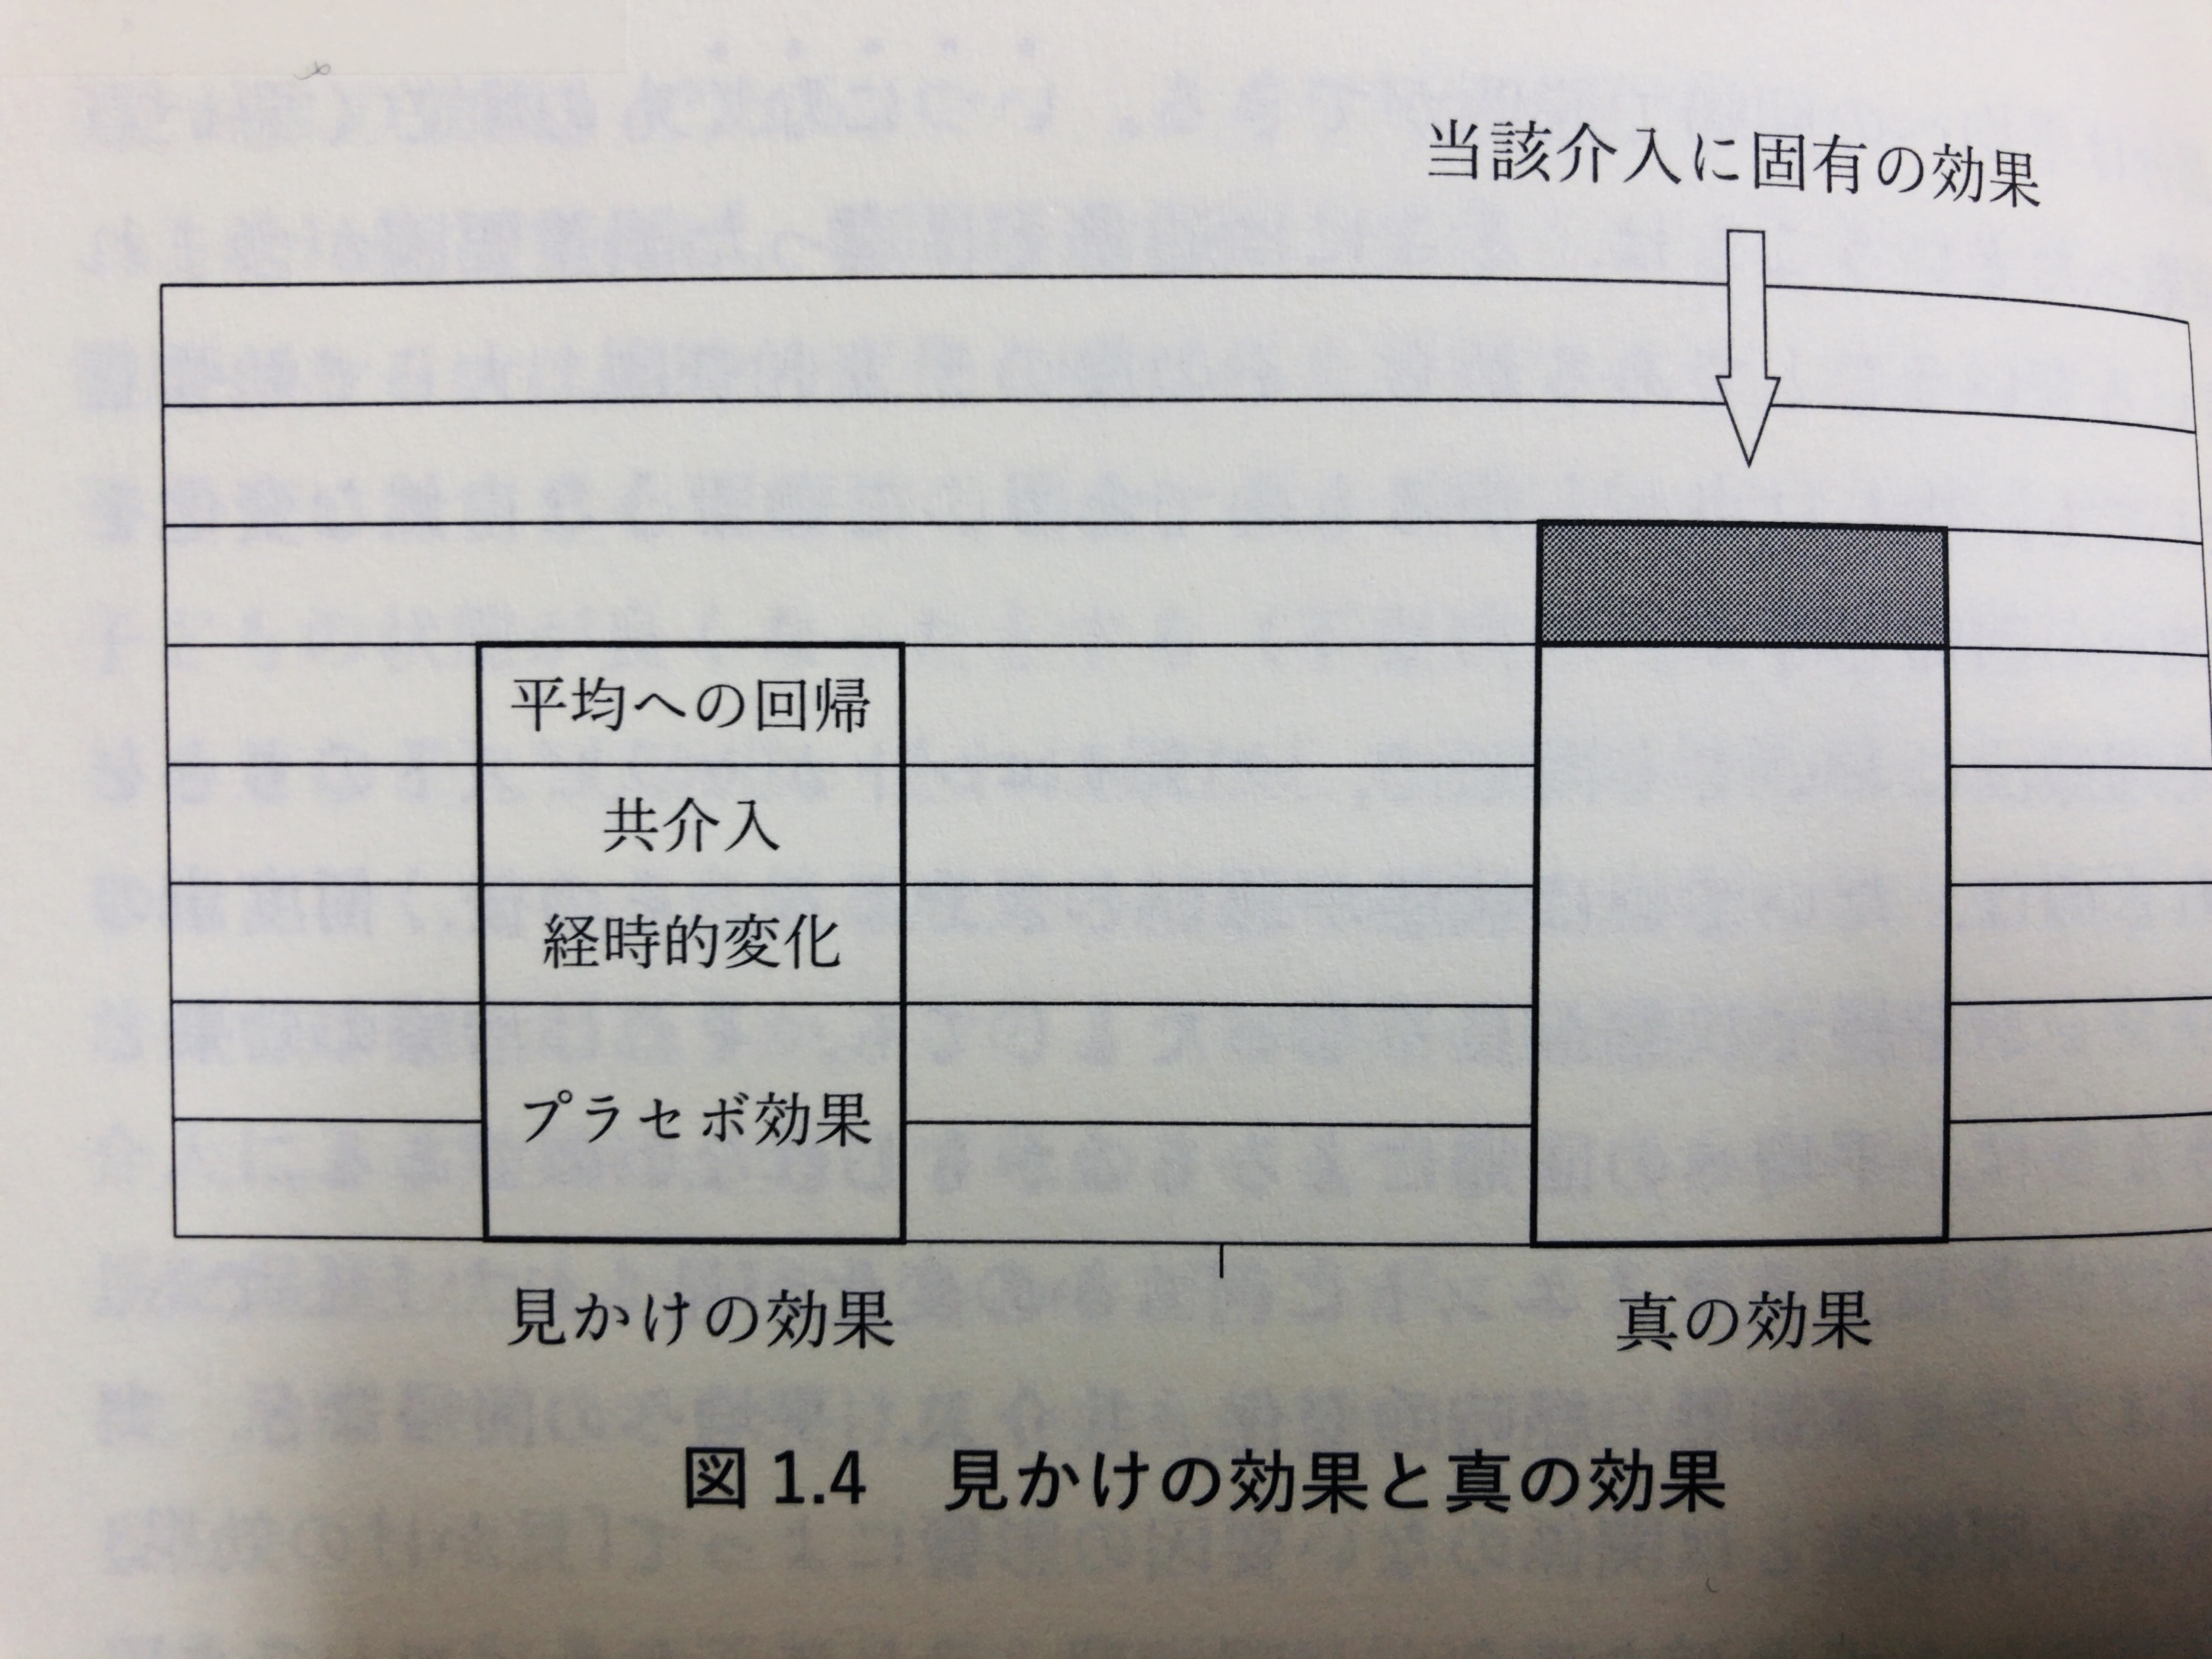 当該介入に固有の効果
平均への回帰
共介入
経時的変化
プラセボ効果
見かけの効果
真の効果
図 1.4　見かけの効果と真の効果